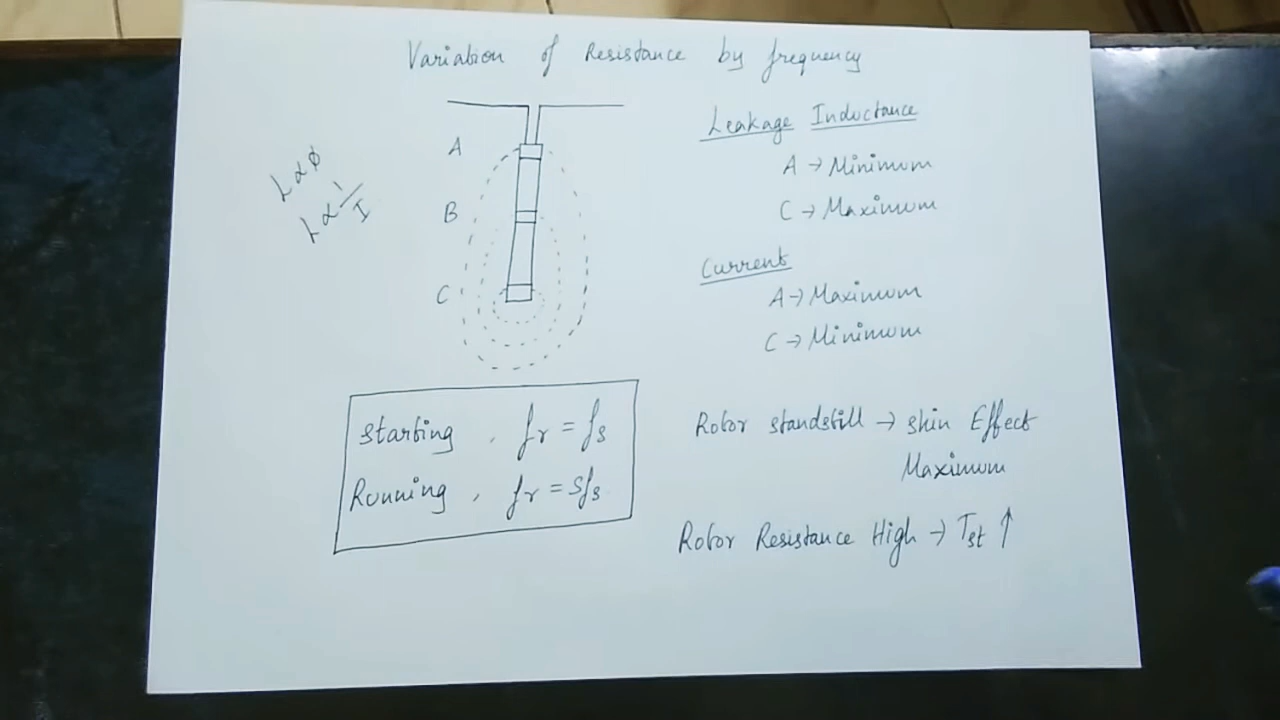 Variation of Resistance by frequency
L α φ
L α 1/I
A
B
C
Leakage Inductance
A → Minimum
C → Maximum
Current
A → Maximum
C → Minimum
starting , fr = fs
Running , fr = sfs
Rotor standstill → skin Effect
Maximum
Rotor Resistance High → Tst ↑